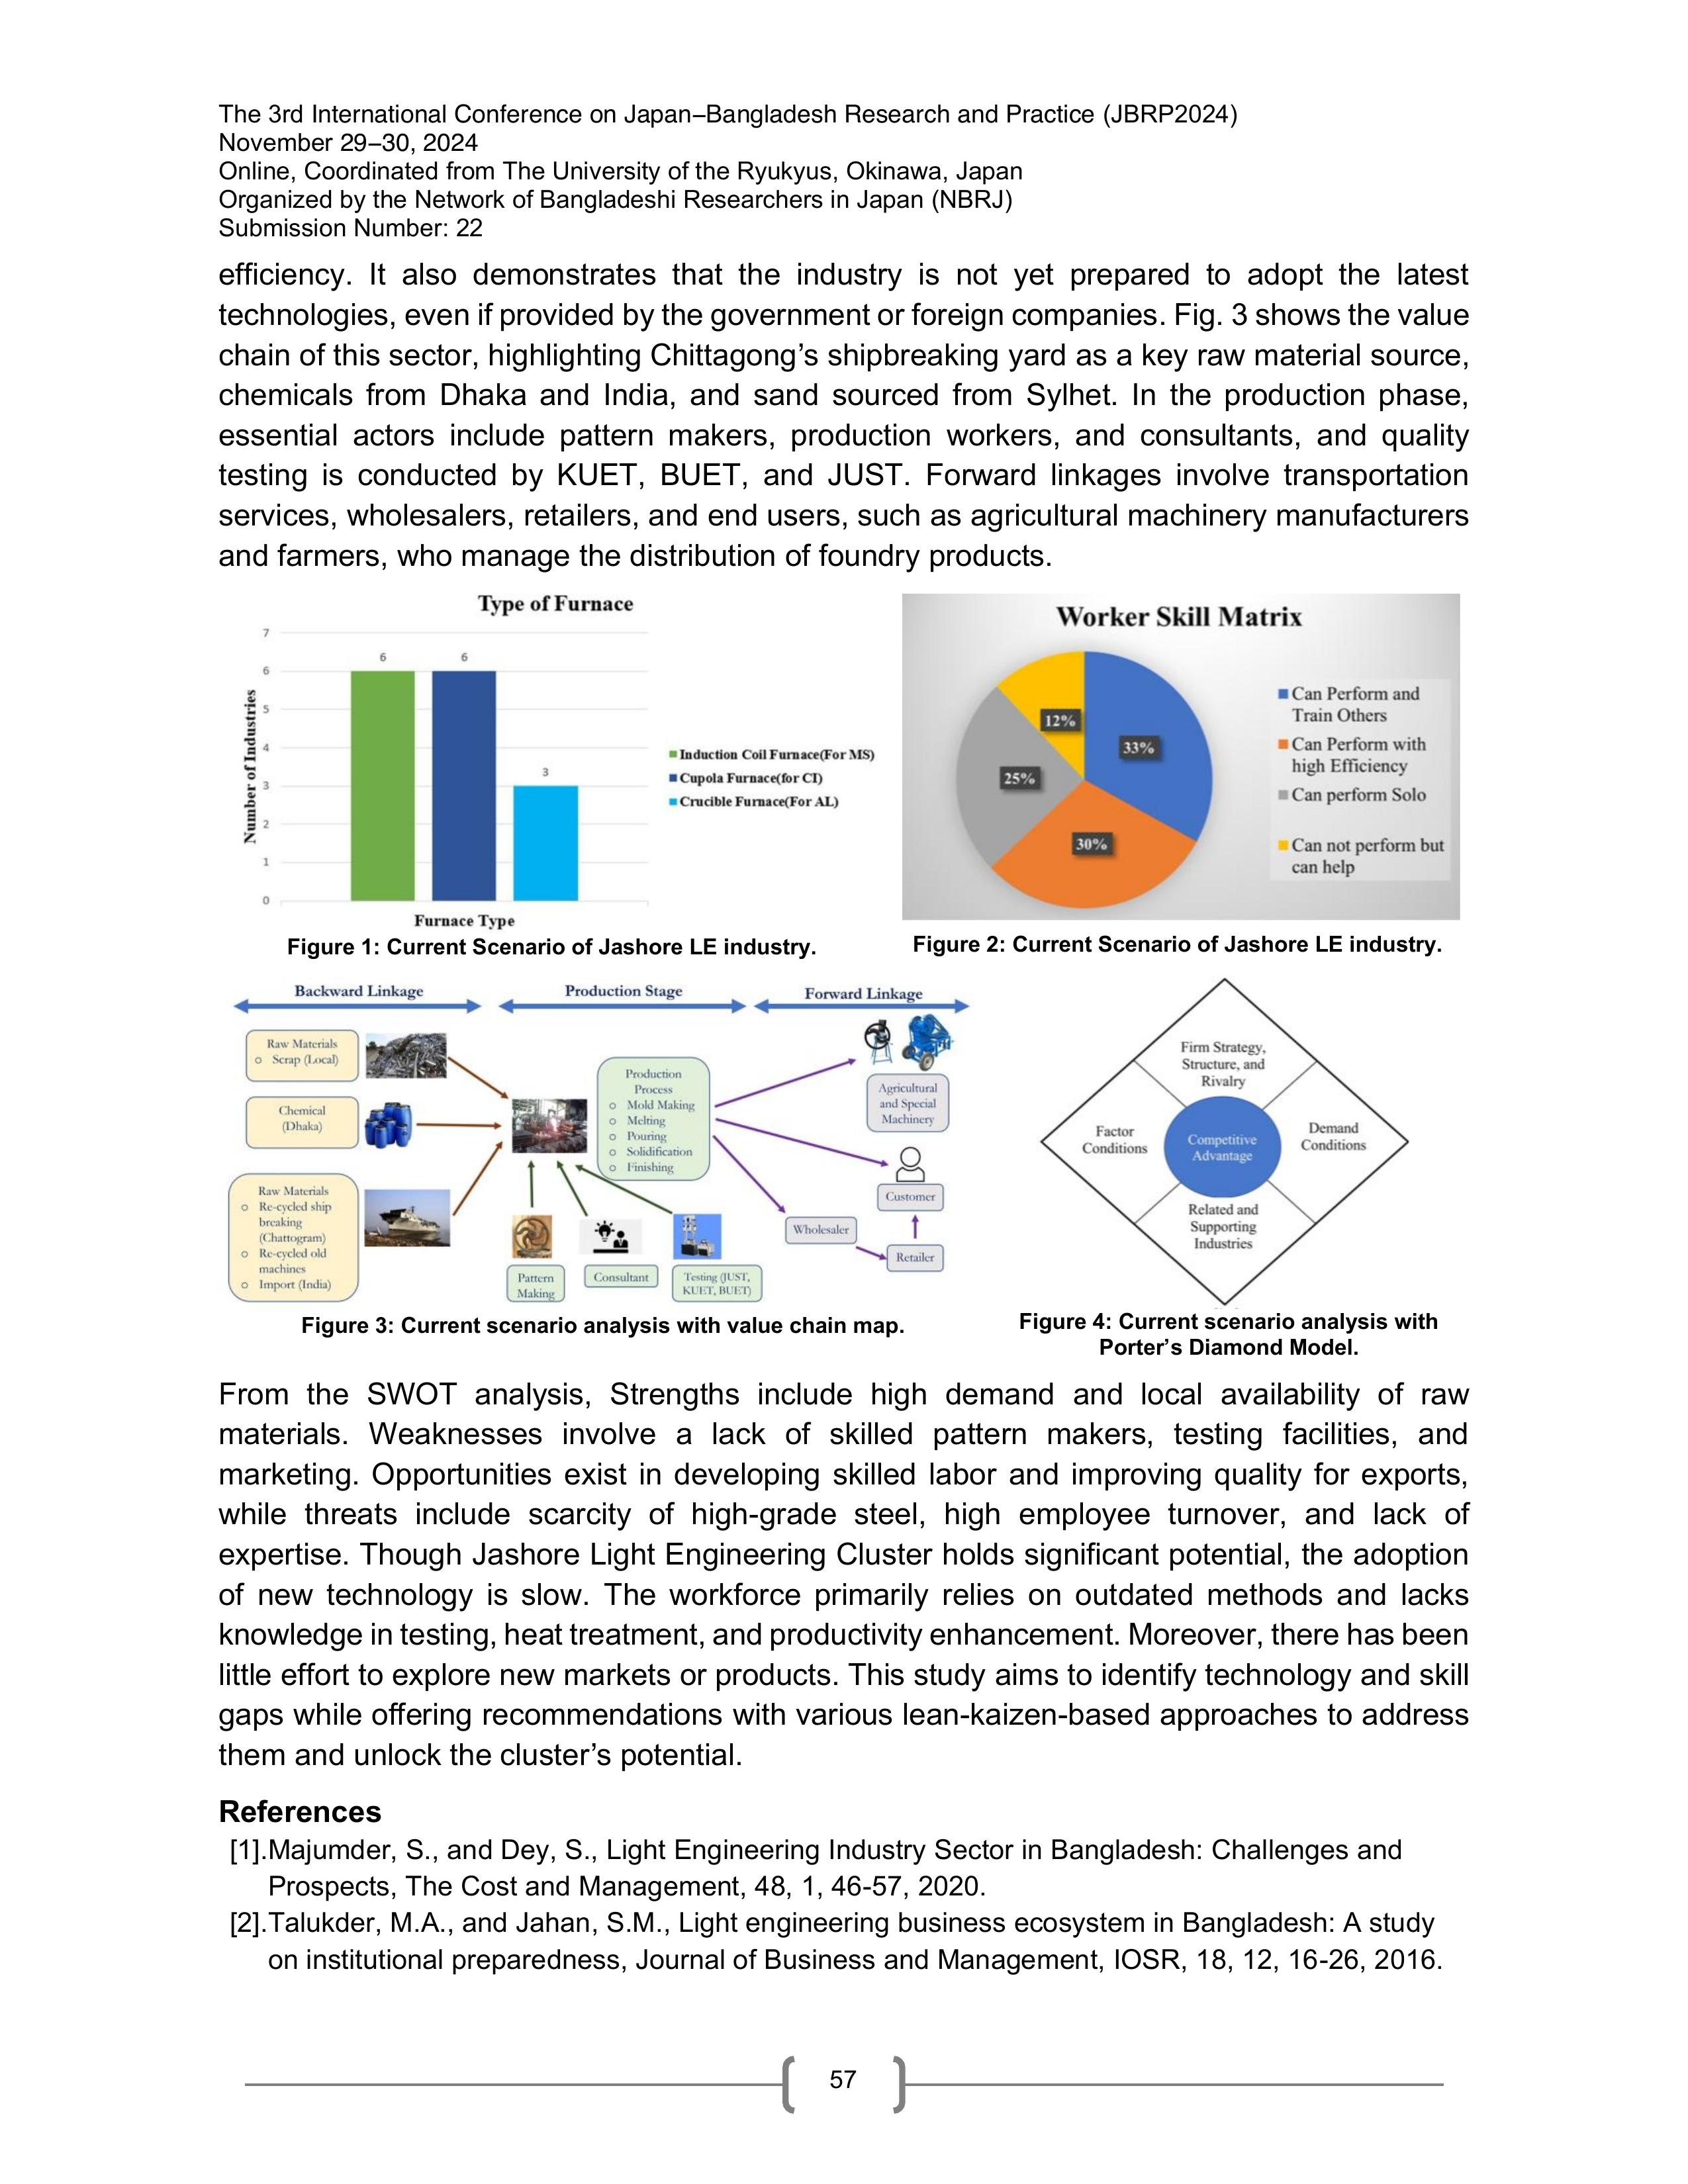 The 3rd International Conference on Japan–Bangladesh Research and Practice (JBRP2024)
November 29–30, 2024
Online, Coordinated from The University of the Ryukyus, Okinawa, Japan
Organized by the Network of Bangladeshi Researchers in Japan (NBRJ)
Submission Number: 22
efficiency. It also demonstrates that the industry is not yet prepared to adopt the latest
technologies, even if provided by the government or foreign companies. Fig. 3 shows the value
chain of this sector, highlighting Chittagong’s shipbreaking yard as a key raw material source,
chemicals from Dhaka and India, and sand sourced from Sylhet. In the production phase,
essential actors include pattern makers, production workers, and consultants, and quality
testing is conducted by KUET, BUET, and JUST. Forward linkages involve transportation
services, wholesalers, retailers, and end users, such as agricultural machinery manufacturers
and farmers, who manage the distribution of foundry products.
Type of Furnace
7
6
5
4
3
2
1
0
Number of Industries
6
6
3
Furnace Type
Induction Coil Furnace(For MS)
Cupola Furnace(for CI)
Crucible Furnace(For AL)
Figure 1: Current Scenario of Jashore LE industry.
Worker Skill Matrix
12%
33%
25%
30%
Can Perform and
Train Others
Can Perform with
high Efficiency
Can perform Solo
Can not perform but
can help
Figure 2: Current Scenario of Jashore LE industry.
Backward Linkage
Production Stage
Forward Linkage
Raw Materials
o Scrap (Local)
Chemical
(Dhaka)
Raw Materials
o Re-cycled ship
breaking
(Chattogram)
o Re-cycled old
machines
o Import (India)
Production
Process
o Mold Making
o Melting
o Pouring
o Solidification
o Finishing
Pattern
Making
Consultant
Testing (JUST,
KUET, BUET)
Agricultural
and Special
Machinery
Customer
Wholesaler
Retailer
Figure 3: Current scenario analysis with value chain map.
Firm Strategy,
Structure, and
Rivalry
Factor
Conditions
Competitive
Advantage
Demand
Conditions
Related and
Supporting
Industries
Figure 4: Current scenario analysis with
Porter’s Diamond Model.
From the SWOT analysis, Strengths include high demand and local availability of raw
materials. Weaknesses involve a lack of skilled pattern makers, testing facilities, and
marketing. Opportunities exist in developing skilled labor and improving quality for exports,
while threats include scarcity of high-grade steel, high employee turnover, and lack of
expertise. Though Jashore Light Engineering Cluster holds significant potential, the adoption
of new technology is slow. The workforce primarily relies on outdated methods and lacks
knowledge in testing, heat treatment, and productivity enhancement. Moreover, there has been
little effort to explore new markets or products. This study aims to identify technology and skill
gaps while offering recommendations with various lean-kaizen-based approaches to address
them and unlock the cluster’s potential.
References
[1].Majumder, S., and Dey, S., Light Engineering Industry Sector in Bangladesh: Challenges and
Prospects, The Cost and Management, 48, 1, 46-57, 2020.
[2].Talukder, M.A., and Jahan, S.M., Light engineering business ecosystem in Bangladesh: A study
on institutional preparedness, Journal of Business and Management, IOSR, 18, 12, 16-26, 2016.
57